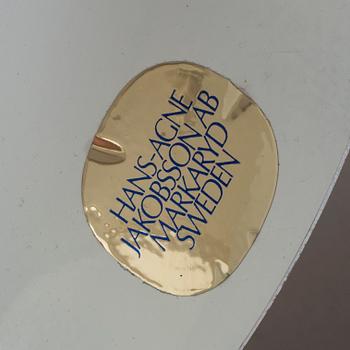 HANS-AGNE
JAKOBSSON AB
MARKARYD
SWEDEN